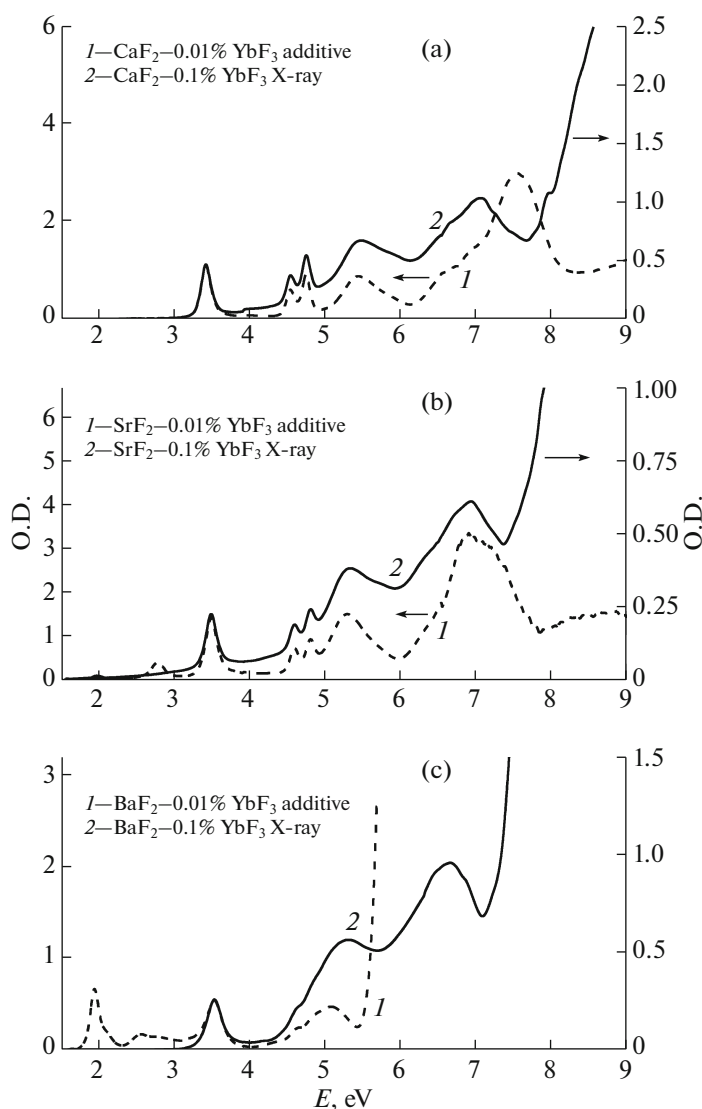 6
(a)
2.5
1—CaF₂–0.01% YbF₃ additive
2—CaF₂–0.1% YbF₃ X-ray
2.0
4
1.5
2
2
1.0
1
0.5
0
0
2 3 4 5 6 7 8 9
(b)
1.00
6
1—SrF₂–0.01% YbF₃ additive
2—SrF₂–0.1% YbF₃ X-ray
5
0.75
4
O.D.
O.D.
3
2
0.50
2
1
0.25
1
0
0
2 3 4 5 6 7 8 9
(c)
1.5
3
1—BaF₂–0.01% YbF₃ additive
2—BaF₂–0.1% YbF₃ X-ray
2
1.0
2
1
0.5
1
0
0
2 3 4 5 6 7 8 9
E, eV